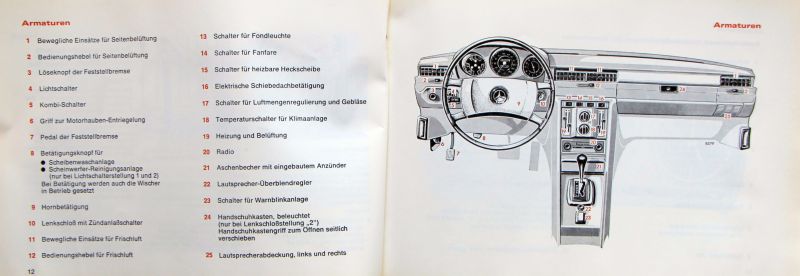 Armaturen
1 Bewegliche Einsätze für Seitenbelüftung
2 Bedienungshebel für Seitenbelüftung
3 Löseknopf der Feststellbremse
4 Lichtschalter
5 Kombi-Schalter
6 Griff zur Motorhauben-Entriegelung
7 Pedal der Feststellbremse
8 Betätigungsknopf für
● Scheibenwaschanlage
● Scheinwerfer-Reinigungsanlage
(nur bei Lichtschalterstellung 1 und 2)
Bei Betätigung werden auch die Wischer
in Betrieb gesetzt
9 Hornbetätigung
10 Lenkschloß mit Zündanlaßschalter
11 Bewegliche Einsätze für Frischluft
12 Bedienungshebel für Frischluft
12
13 Schalter für Fondleuchte
14 Schalter für Fanfare
15 Schalter für heizbare Heckscheibe
16 Elektrische Schiebedachbetätigung
17 Schalter für Luftmengenregulierung und Gebläse
18 Temperaturschalter für Klimaanlage
19 Heizung und Belüftung
20 Radio
21 Aschenbecher mit eingebautem Anzünder
22 Lautsprecher-Überblendregler
23 Schalter für Warnblinkanlage
24 Handschuhkasten, beleuchtet
(nur bei Lenkschloßstellung „2")
Handschuhkastengriff zum Öffnen seitlich
verschieben
25 Lautsprecherabdeckung, links und rechts
Armaturen